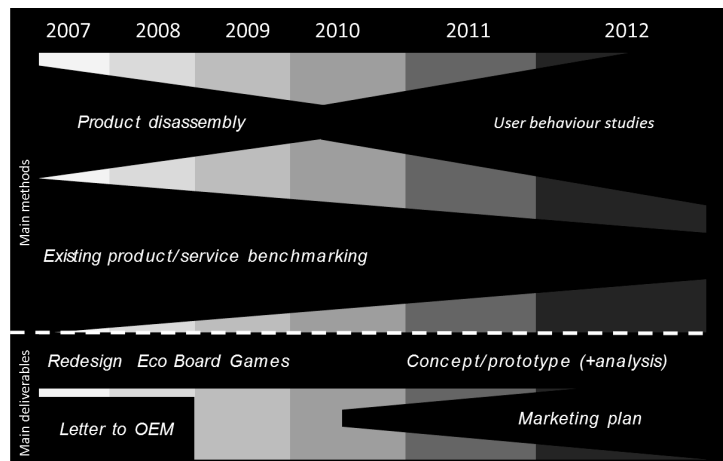 2007 2008 2009 2010 2011 2012
Product disassembly
User behaviour studies
Main methods
Existing product/service benchmarking
Redesign Eco Board Games
Concept/prototype (+analysis)
Main deliverables
Letter to OEM
Marketing plan